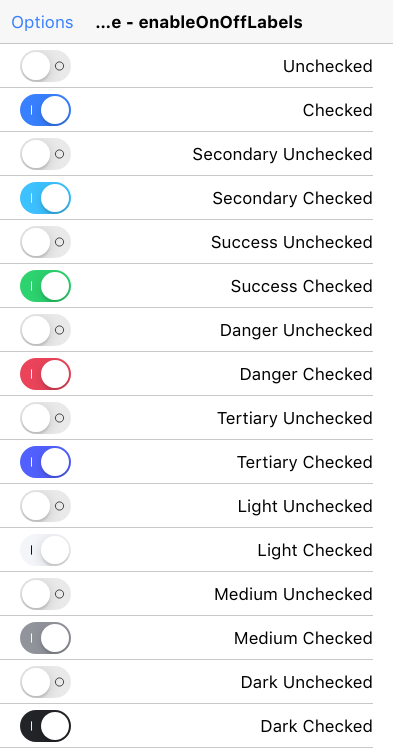 Options
...e - enableOnOffLabels
Unchecked
Checked
Secondary Unchecked
Secondary Checked
Success Unchecked
Success Checked
Danger Unchecked
Danger Checked
Tertiary Unchecked
Tertiary Checked
Light Unchecked
Light Checked
Medium Unchecked
Medium Checked
Dark Unchecked
Dark Checked